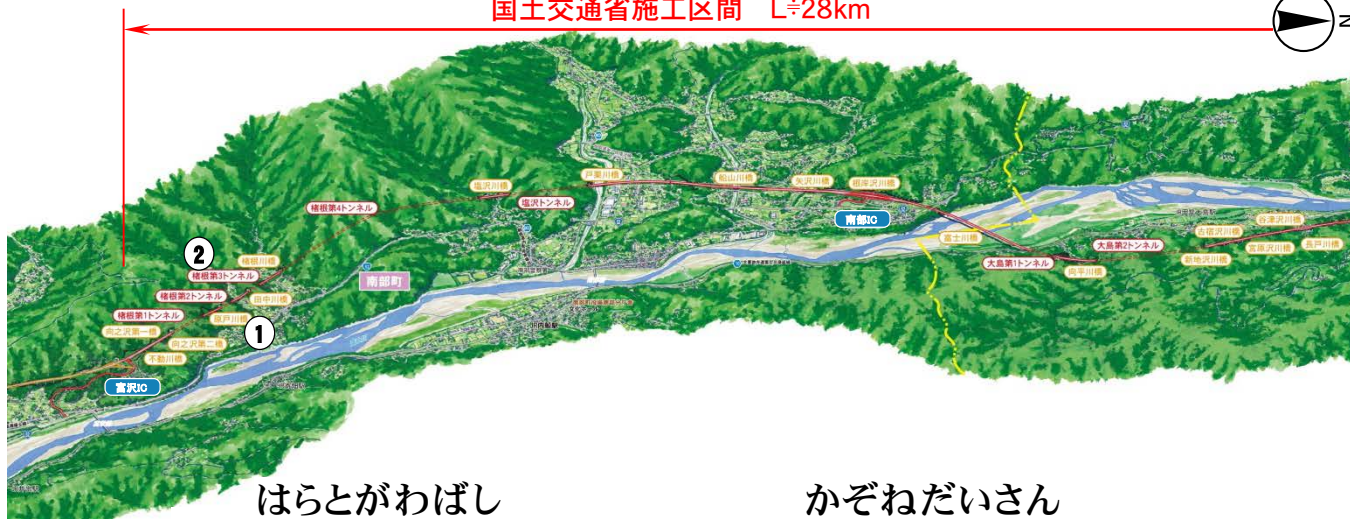 国土交通省施工区間 L≒28km
N
塩沢川橋
戸栗川橋
船山川橋
矢沢川橋
根岸沢川橋
塩沢トンネル
楮根第4トンネル
南部IC
富士川橋
大島第1トンネル
向平川橋
大島第2トンネル
新地沢川橋
古宿沢川橋
谷津沢川橋
宮原沢川橋
長戸川橋
②
楮根川橋
楮根第3トンネル
南部町
楮根第2トンネル
田中川橋
楮根第1トンネル
原戸川橋
①
向之沢第一橋
向之沢第二橋
不動川橋
富沢IC
はらとがわばし
かぞねだいさん